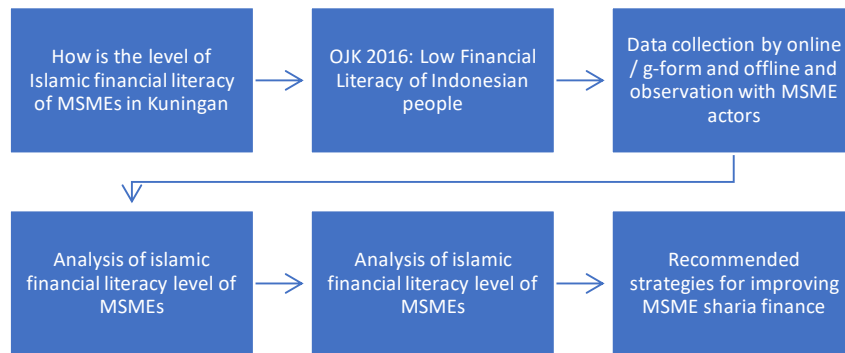 How is the level of
Islamic financial literacy
of MSMEs in Kuningan
OJK 2016: Low Financial
Literacy of Indonesian
people
Data collection by online
/ g-form and offline and
observation with MSME
actors
Analysis of islamic
financial literacy level of
MSMEs
Analysis of islamic
financial literacy level of
MSMEs
Recommended
strategies for improving
MSME sharia finance